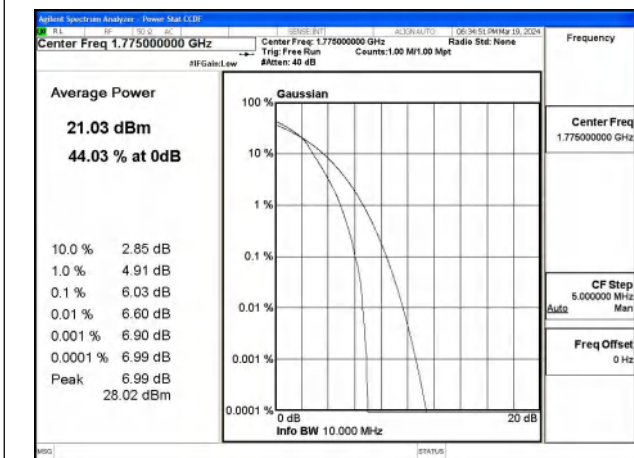 Agilent Spectrum Analyzer - Power Stat CCDF
RL RF 50 Ω AC SENSE:INT ALIGN AUTO 06:34:51 PM Mar 19, 2024
Center Freq 1.775000000 GHz
Center Freq: 1.775000000 GHz Radio Std: None
Trig: Free Run Counts:1.00 M/1.00 Mpt
#IFGain:Low #Atten: 40 dB
Frequency
Average Power
21.03 dBm
44.03 % at 0dB
10.0 % 2.85 dB
1.0 % 4.91 dB
0.1 % 6.03 dB
0.01 % 6.60 dB
0.001 % 6.90 dB
0.0001 % 6.99 dB
Peak 6.99 dB
28.02 dBm
Gaussian
100 %
10 %
1 %
0.1 %
0.01 %
0.001 %
0.0001 %
0 dB 20 dB
Info BW 10.000 MHz
Center Freq
1.775000000 GHz
CF Step
5.000000 MHz
Auto Man
Freq Offset
0 Hz
MSG STATUS